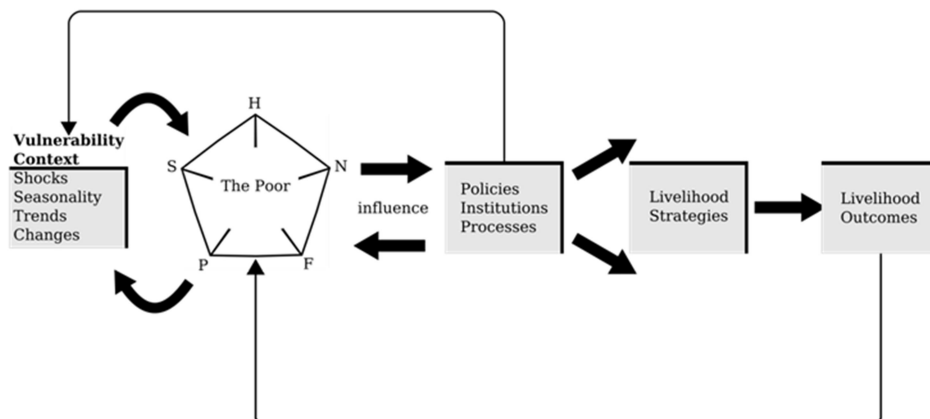 Vulnerability
Context
Shocks
Seasonality
Trends
Changes
H
S
N
The Poor
P
F
influence
Policies
Institutions
Processes
Livelihood
Strategies
Livelihood
Outcomes